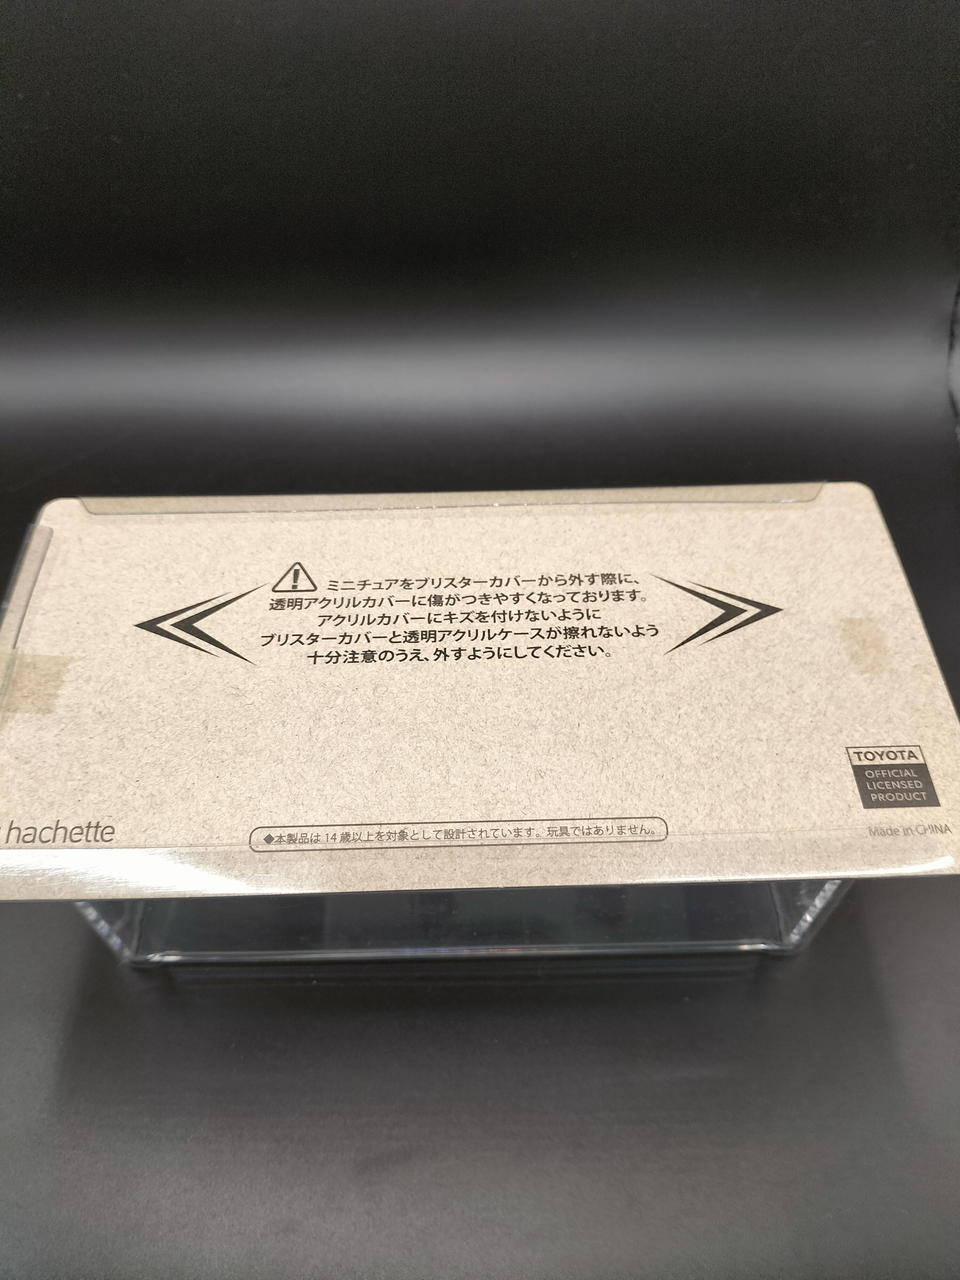 ミニチュアをブリスターカバーから外す際に、
透明アクリルカバーに傷がつきやすくなっております。
アクリルカバーにキズを付けないように
ブリスターカバーと透明アクリルケースが擦れないよう
十分注意のうえ、外すようにしてください。
TOYOTA
OFFICIAL
LICENSED
PRODUCT
hachette
◆本製品は14歳以上を対象として設計されています。玩具ではありません。
Made in CHINA